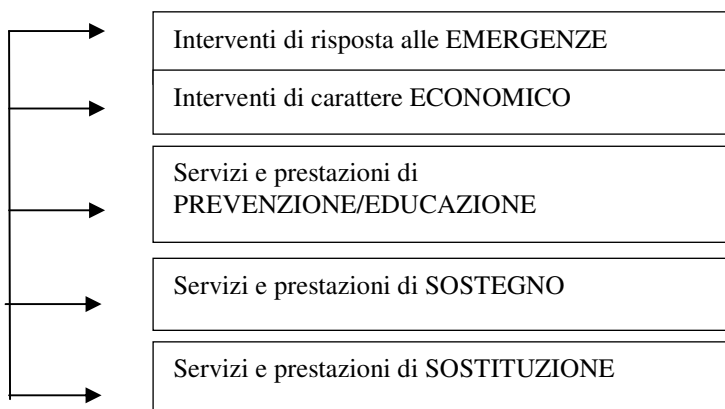 Interventi di risposta alle EMERGENZE
Interventi di carattere ECONOMICO
Servizi e prestazioni di
PREVENZIONE/EDUCAZIONE
Servizi e prestazioni di SOSTEGNO
Servizi e prestazioni di SOSTITUZIONE